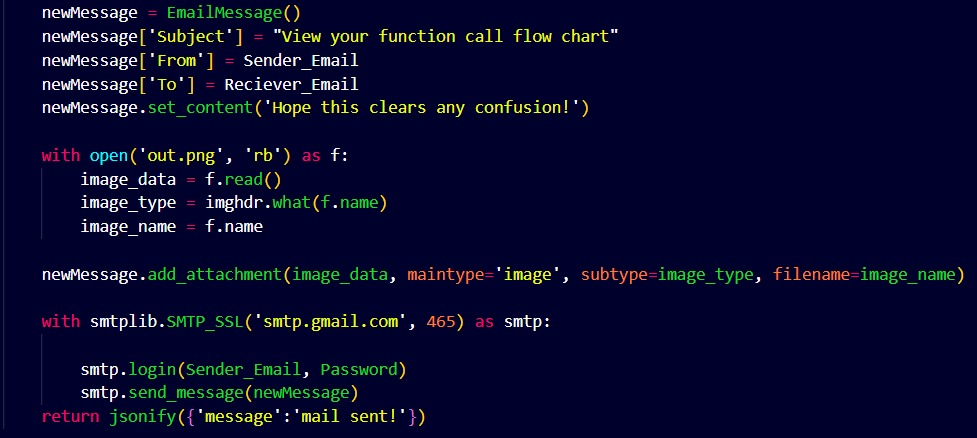 newMessage = EmailMessage()
newMessage['Subject'] = "View your function call flow chart"
newMessage['From'] = Sender_Email
newMessage['To'] = Reciever_Email
newMessage.set_content('Hope this clears any confusion!')
with open('out.png', 'rb') as f:
image_data = f.read()
image_type = imghdr.what(f.name)
image_name = f.name
newMessage.add_attachment(image_data, maintype='image', subtype=image_type, filename=image_name)
with smtplib.SMTP_SSL('smtp.gmail.com', 465) as smtp:
smtp.login(Sender_Email, Password)
smtp.send_message(newMessage)
return jsonify({'message':'mail sent!'})